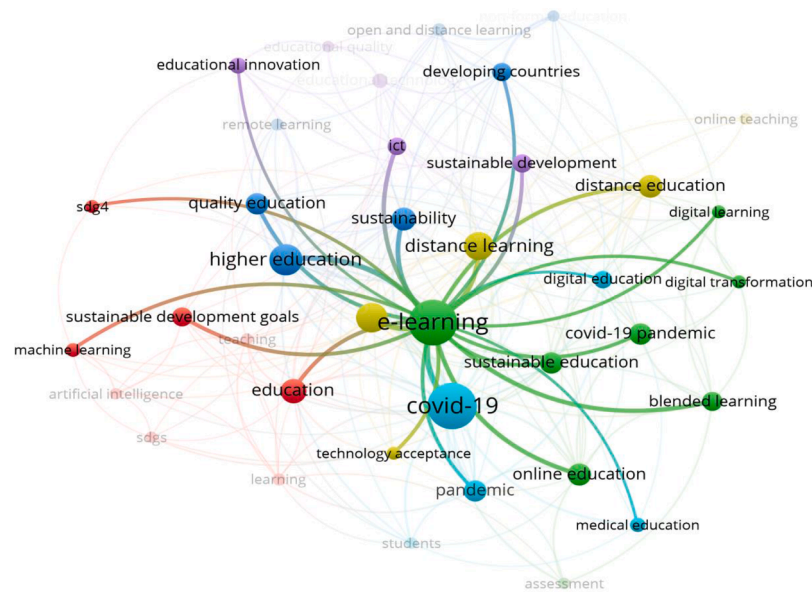 open and distance learning
educational quality
educational innovation
developing countries
remote learning
online teaching
ict
sustainable development
distance education
sdg4
quality education
sustainability
digital learning
distance learning
higher education
digital education
digital transformation
sustainable development goals
e-learning
teaching
covid-19 pandemic
machine learning
sustainable education
education
artificial intelligence
covid-19
blended learning
sdgs
technology acceptance
learning
online education
pandemic
medical education
students
assessment